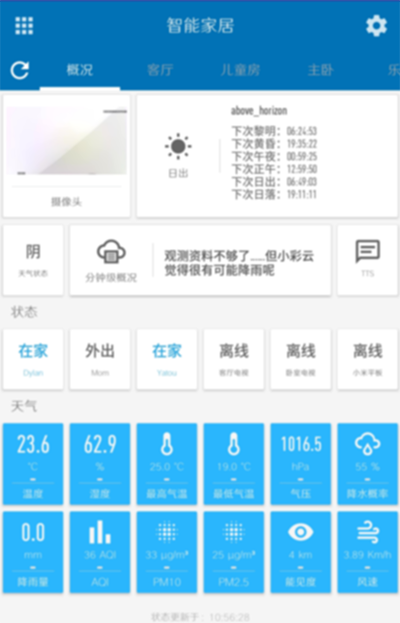 智能家居
概况 客厅 儿童房 主卧 乐
above_horizon
下次黎明: 06:24:53
下次黄昏: 19:35:22
下次午夜: 00:59:25
下次正午: 12:59:50
下次日出: 06:49:03
下次日落: 19:11:11
日出
摄像头
阴
天气状态
分钟级概况
观测资料不够了......但小彩云
觉得很有可能降雨呢
TTS
状态
在家 外出 在家 离线 离线 离线
Dylan Mom Yatou 客厅电视 卧室电视 小米平板
天气
23.6 62.9 1016.5
℃ % 25.0 ℃ 19.0 ℃ hPa 55 %
温度 湿度 最高气温 最低气温 气压 降水概率
0.0
mm 36 AQI 33 μg/m³ 25 μg/m³ 4 km 3.89 Km/h
降雨量 AQI PM10 PM2.5 能见度 风速
状态更新于: 10:56:28